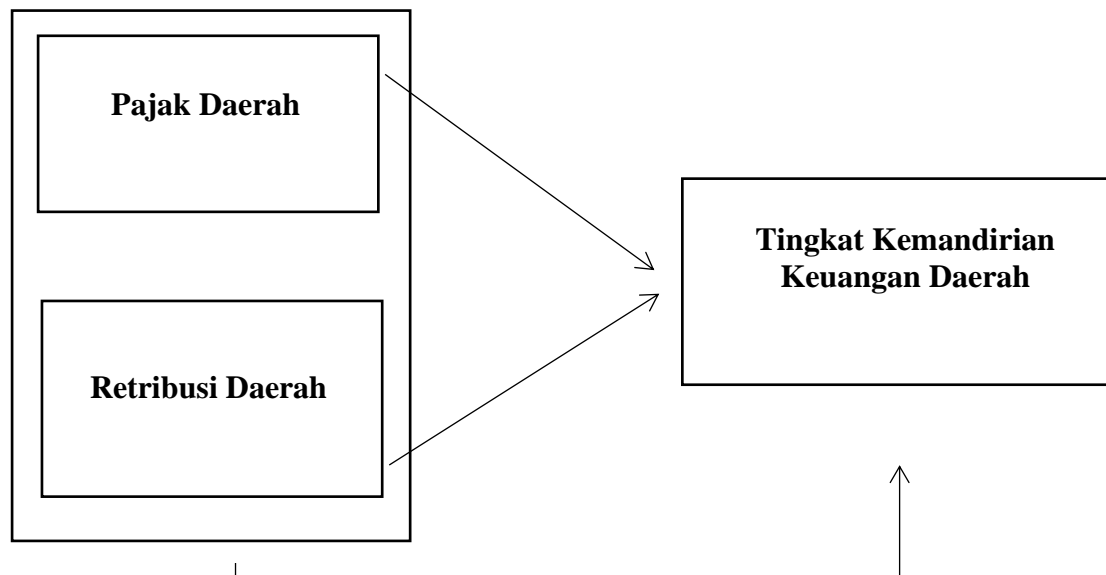 Pajak Daerah
Tingkat Kemandirian
Keuangan Daerah
Retribusi Daerah